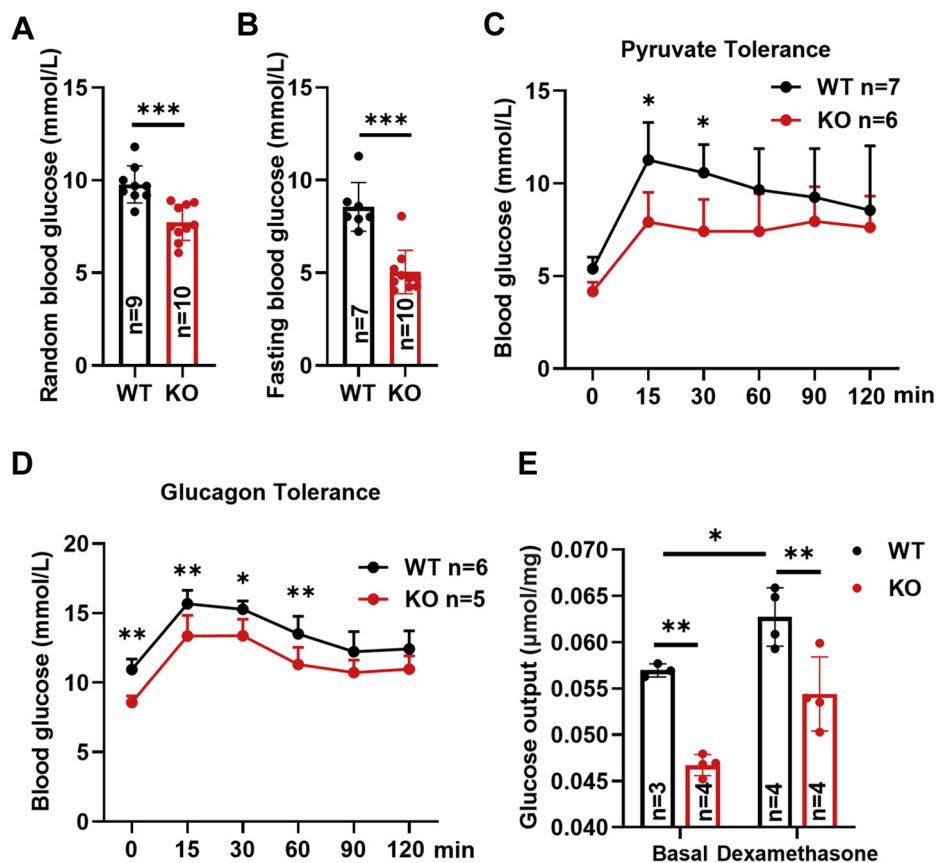 A
Random blood glucose (mmol/L)
15
10
5
0
***
n=9
n=10
WT KO
B
Fasting blood glucose (mmol/L)
15
10
5
0
***
n=7
n=10
WT KO
C
Pyruvate Tolerance
Blood glucose (mmol/L)
15
10
5
0
WT n=7
KO n=6
*
*
0 15 30 60 90 120 min
D
Glucagon Tolerance
Blood glucose (mmol/L)
20
15
10
5
0
WT n=6
KO n=5
**
**
*
**
0 15 30 60 90 120 min
E
Glucose output (μmol/mg)
0.070
0.065
0.060
0.055
0.050
0.045
0.040
WT
KO
*
**
**
n=3
n=4
n=4
n=4
Basal Dexamethasone